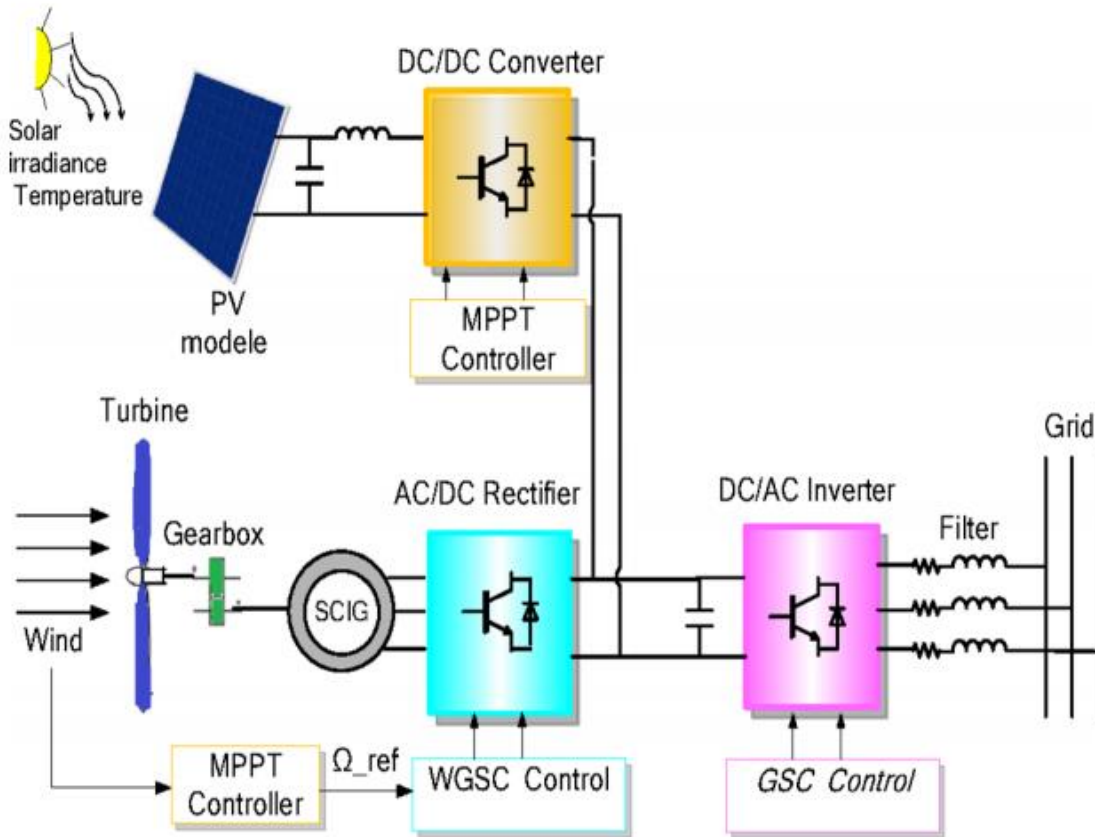 DC/DC Converter
Solar
irradiance
Temperature
PV
modele
MPPT
Controller
Turbine
Grid
AC/DC Rectifier
DC/AC Inverter
Gearbox
Filter
SCIG
Wind
MPPT
Controller
Ω_ref
WGSC Control
GSC Control